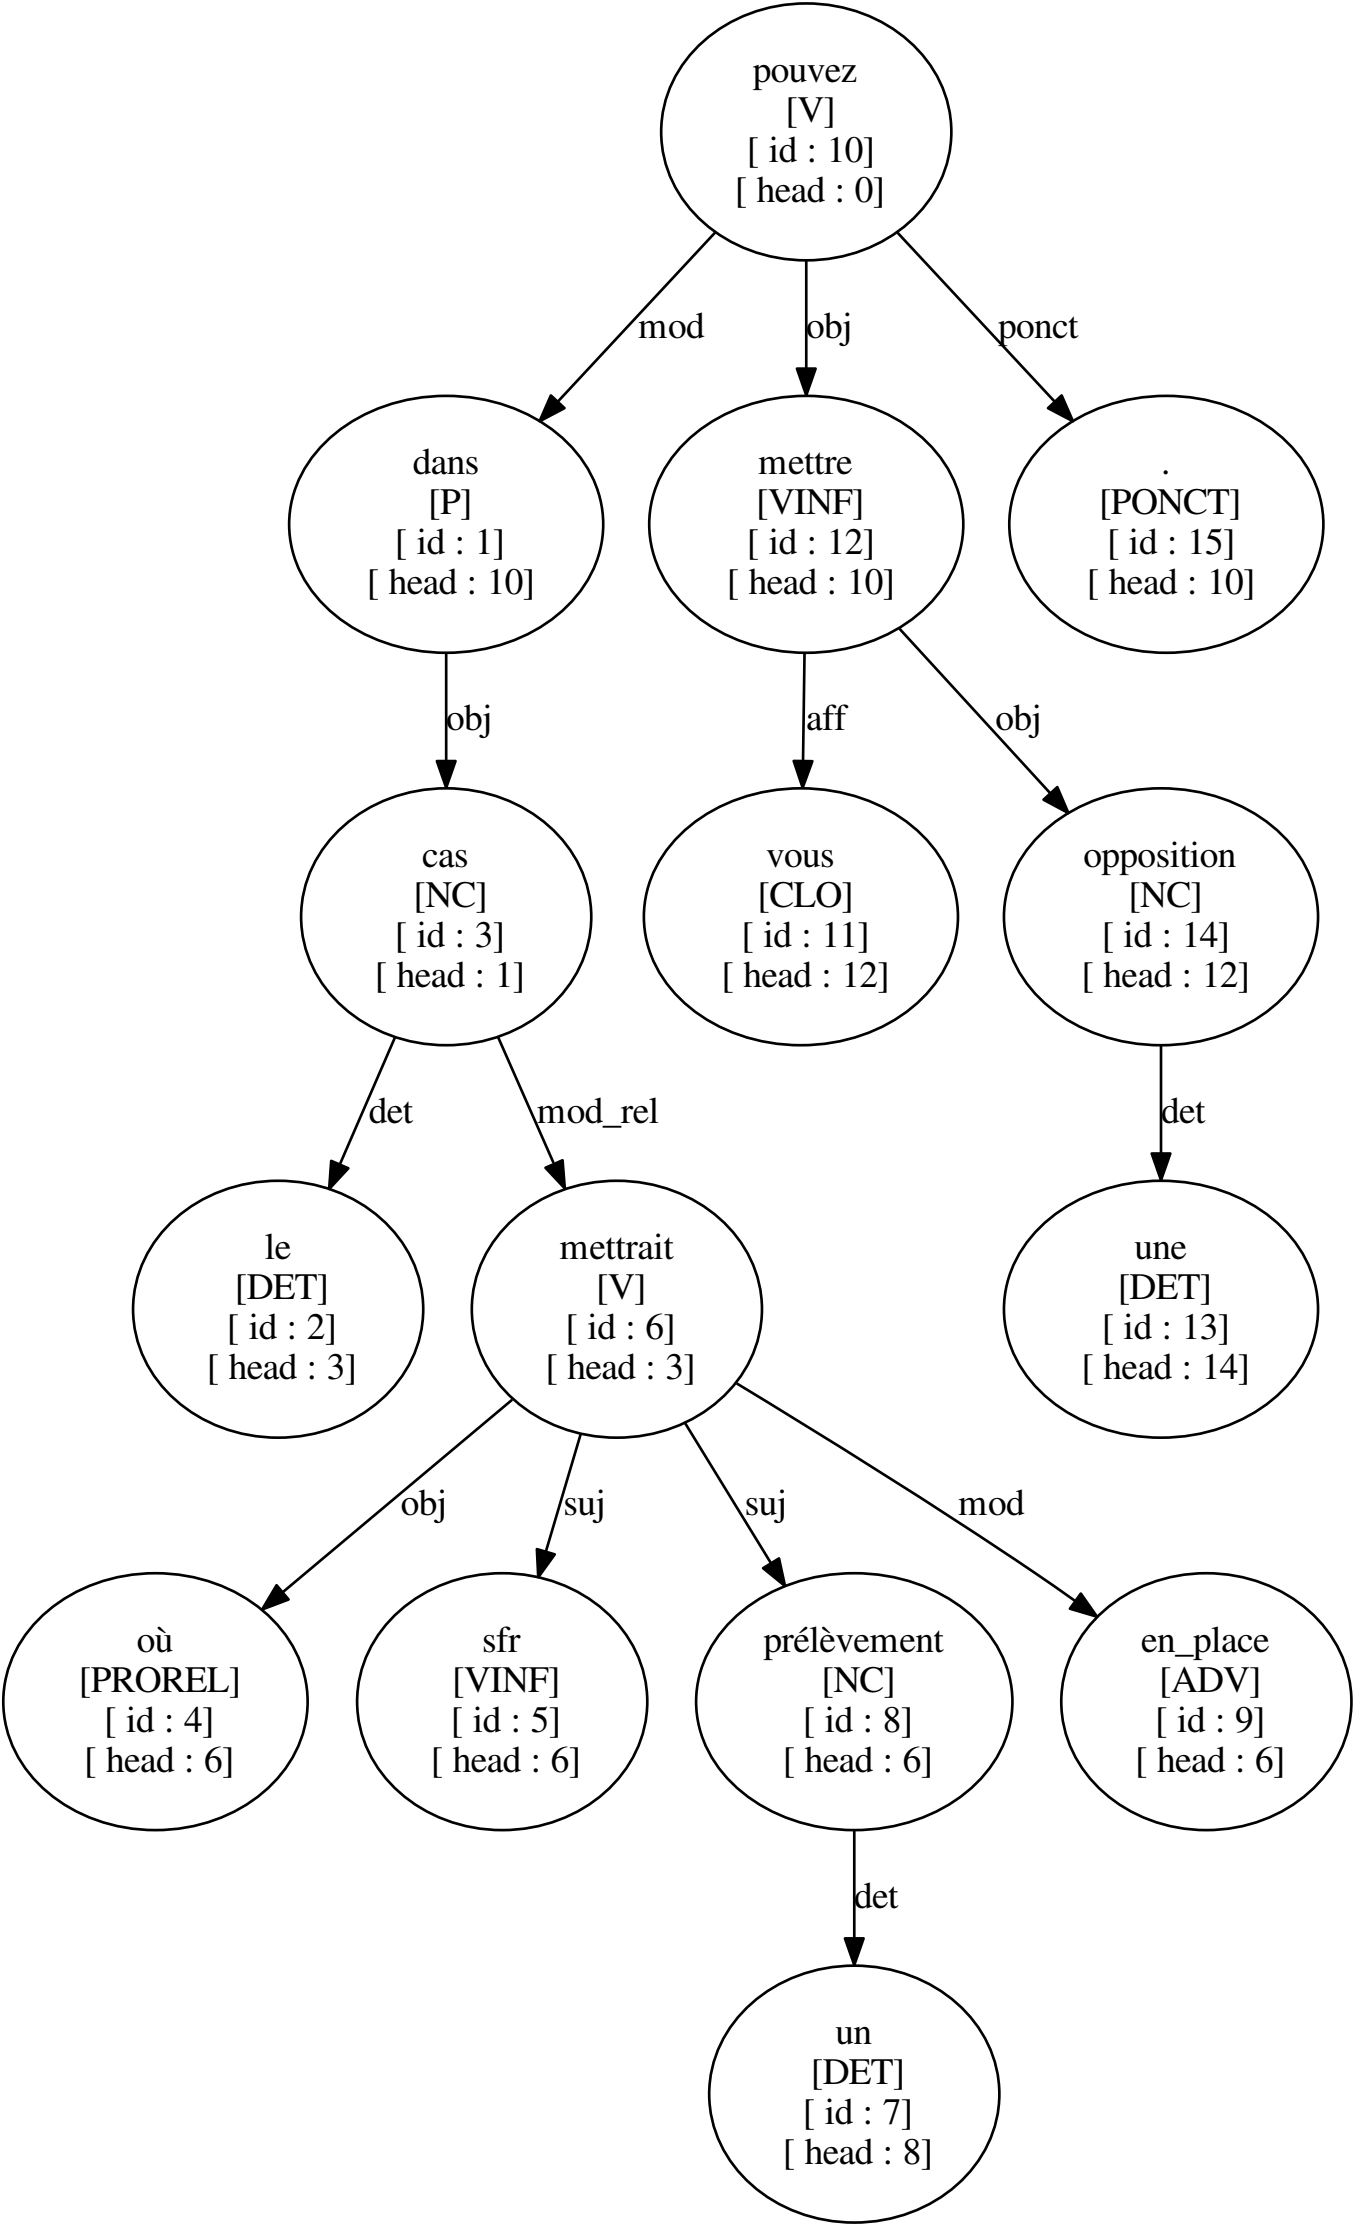 pouvez
[V]
[ id : 10]
[ head : 0]
mod
obj
ponct
dans
[P]
[ id : 1]
[ head : 10]
mettre
[VINF]
[ id : 12]
[ head : 10]
.
[PONCT]
[ id : 15]
[ head : 10]
obj
aff
obj
cas
[NC]
[ id : 3]
[ head : 1]
vous
[CLO]
[ id : 11]
[ head : 12]
opposition
[NC]
[ id : 14]
[ head : 12]
det
mod_rel
det
le
[DET]
[ id : 2]
[ head : 3]
mettrait
[V]
[ id : 6]
[ head : 3]
une
[DET]
[ id : 13]
[ head : 14]
obj
suj
suj
mod
où
[PROREL]
[ id : 4]
[ head : 6]
sfr
[VINF]
[ id : 5]
[ head : 6]
prélèvement
[NC]
[ id : 8]
[ head : 6]
en_place
[ADV]
[ id : 9]
[ head : 6]
det
un
[DET]
[ id : 7]
[ head : 8]